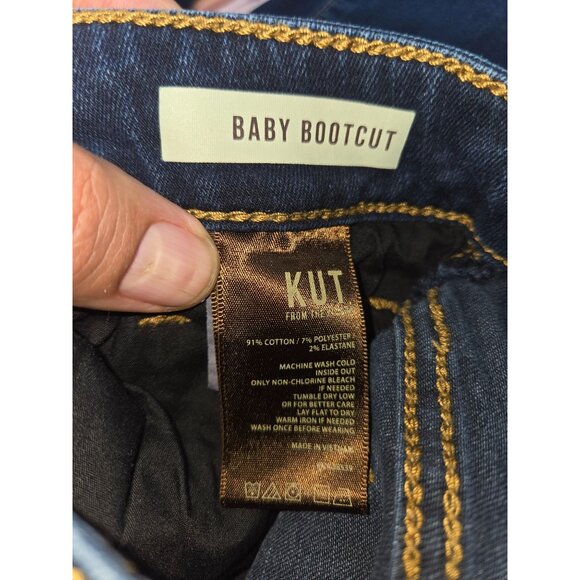 BABY BOOTCUT
KUT
FROM THE
91% COTTON / 7% POLYESTER
2% ELASTANE
MACHINE WASH COLD
INSIDE OUT
ONLY NON-CHLORINE BLEACH
IF NEEDED
TUMBLE DRY LOW
OR FOR BETTER CARE
LAY FLAT TO DRY
WARM IRON IF NEEDED
WASH ONCE BEFORE WEARING
MADE IN VIETNAM